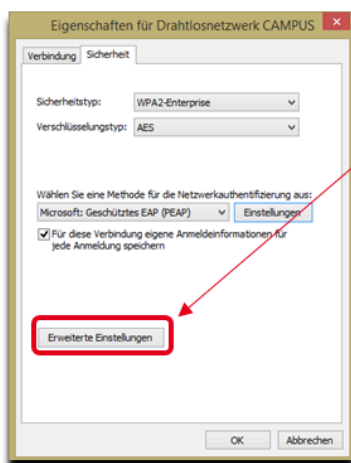 Eigenschaften für Drahtlosnetzwerk CAMPUS
Verbindung Sicherheit
Sicherheitstyp: WPA2-Enterprise
Verschlüsselungstyp: AES
Wählen Sie eine Methode für die Netzwerkauthentifizierung aus:
Microsoft: Geschütztes EAP (PEAP) Einstellungen
Für diese Verbindung eigene Anmeldeinformationen für
jede Anmeldung speichern
Erweiterte Einstellungen
OK Abbrechen